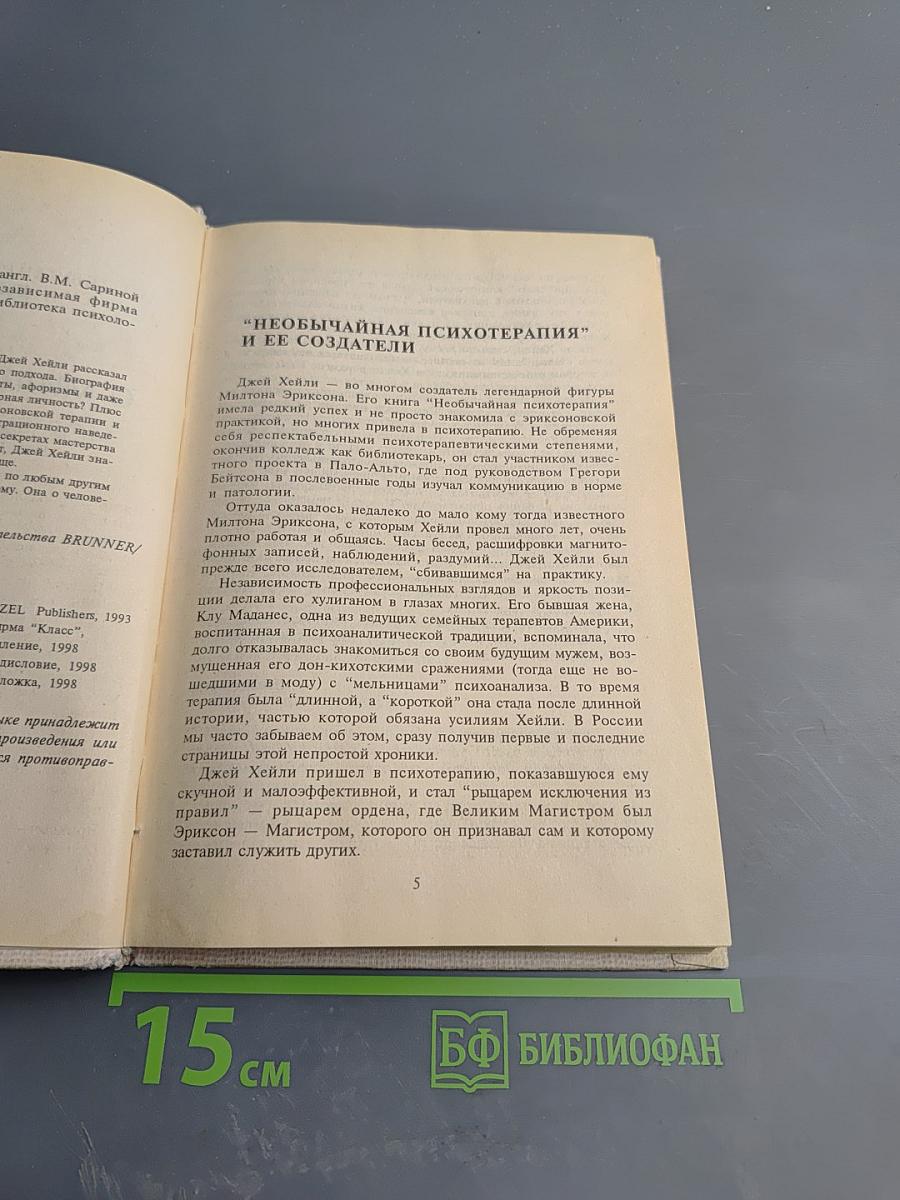 англ. В.М. Сариной
зависимая фирма
иблиотека психоло-
Джей Хейли рассказал
о подхода. Биография
ты, афоризмы и даже
рная личность? Плюс
оновской терапии и
трационного наведе-
секретах мастерства
т, Джей Хейли зна-
ще.
по любым другим
му. Она о челове-
ельства BRUNNER/
ZEL Publishers, 1993
рма “Класс”,
ление, 1998
дисловие, 1998
ложка, 1998
ыке принадлежит
произведения или
ся противоправ-
“НЕОБЫЧАЙНАЯ ПСИХОТЕРАПИЯ”
И ЕЕ СОЗДАТЕЛИ
Джей Хейли — во многом создатель легендарной фигуры
Милтона Эриксона. Его книга “Необычайная психотерапия”
имела редкий успех и не просто знакомила с эриксоновской
практикой, но многих привела в психотерапию. Не обременяя
себя респектабельными психотерапевтическими степенями,
окончив колледж как библиотекарь, он стал участником извес-
тного проекта в Пало-Альто, где под руководством Грегори
Бейтсона в послевоенные годы изучал коммуникацию в норме
и патологии.
Оттуда оказалось недалеко до мало кому тогда известного
Милтона Эриксона, с которым Хейли провел много лет, очень
плотно работая и общаясь. Часы бесед, расшифровки магнито-
фонных записей, наблюдений, раздумий... Джей Хейли был
прежде всего исследователем, “сбивавшимся” на практику.
Независимость профессиональных взглядов и яркость пози-
ции делала его хулиганом в глазах многих. Его бывшая жена,
Клу Маданес, одна из ведущих семейных терапевтов Америки,
воспитанная в психоаналитической традиции, вспоминала, что
долго отказывалась знакомиться со своим будущим мужем, воз-
мущенная его дон-кихотскими сражениями (тогда еще не во-
шедшими в моду) с “мельницами” психоанализа. В то время
терапия была “длинной, а “короткой” она стала после длинной
истории, частью которой обязана усилиям Хейли. В России
мы часто забываем об этом, сразу получив первые и последние
страницы этой непростой хроники.
Джей Хейли пришел в психотерапию, показавшуюся ему
скучной и малоэффективной, и стал “рыцарем исключения из
правил” — рыцарем ордена, где Великим Магистром был
Эриксон — Магистром, которого он признавал сам и которому
заставил служить других.
5
15 см
БФ БИБЛИОФАН